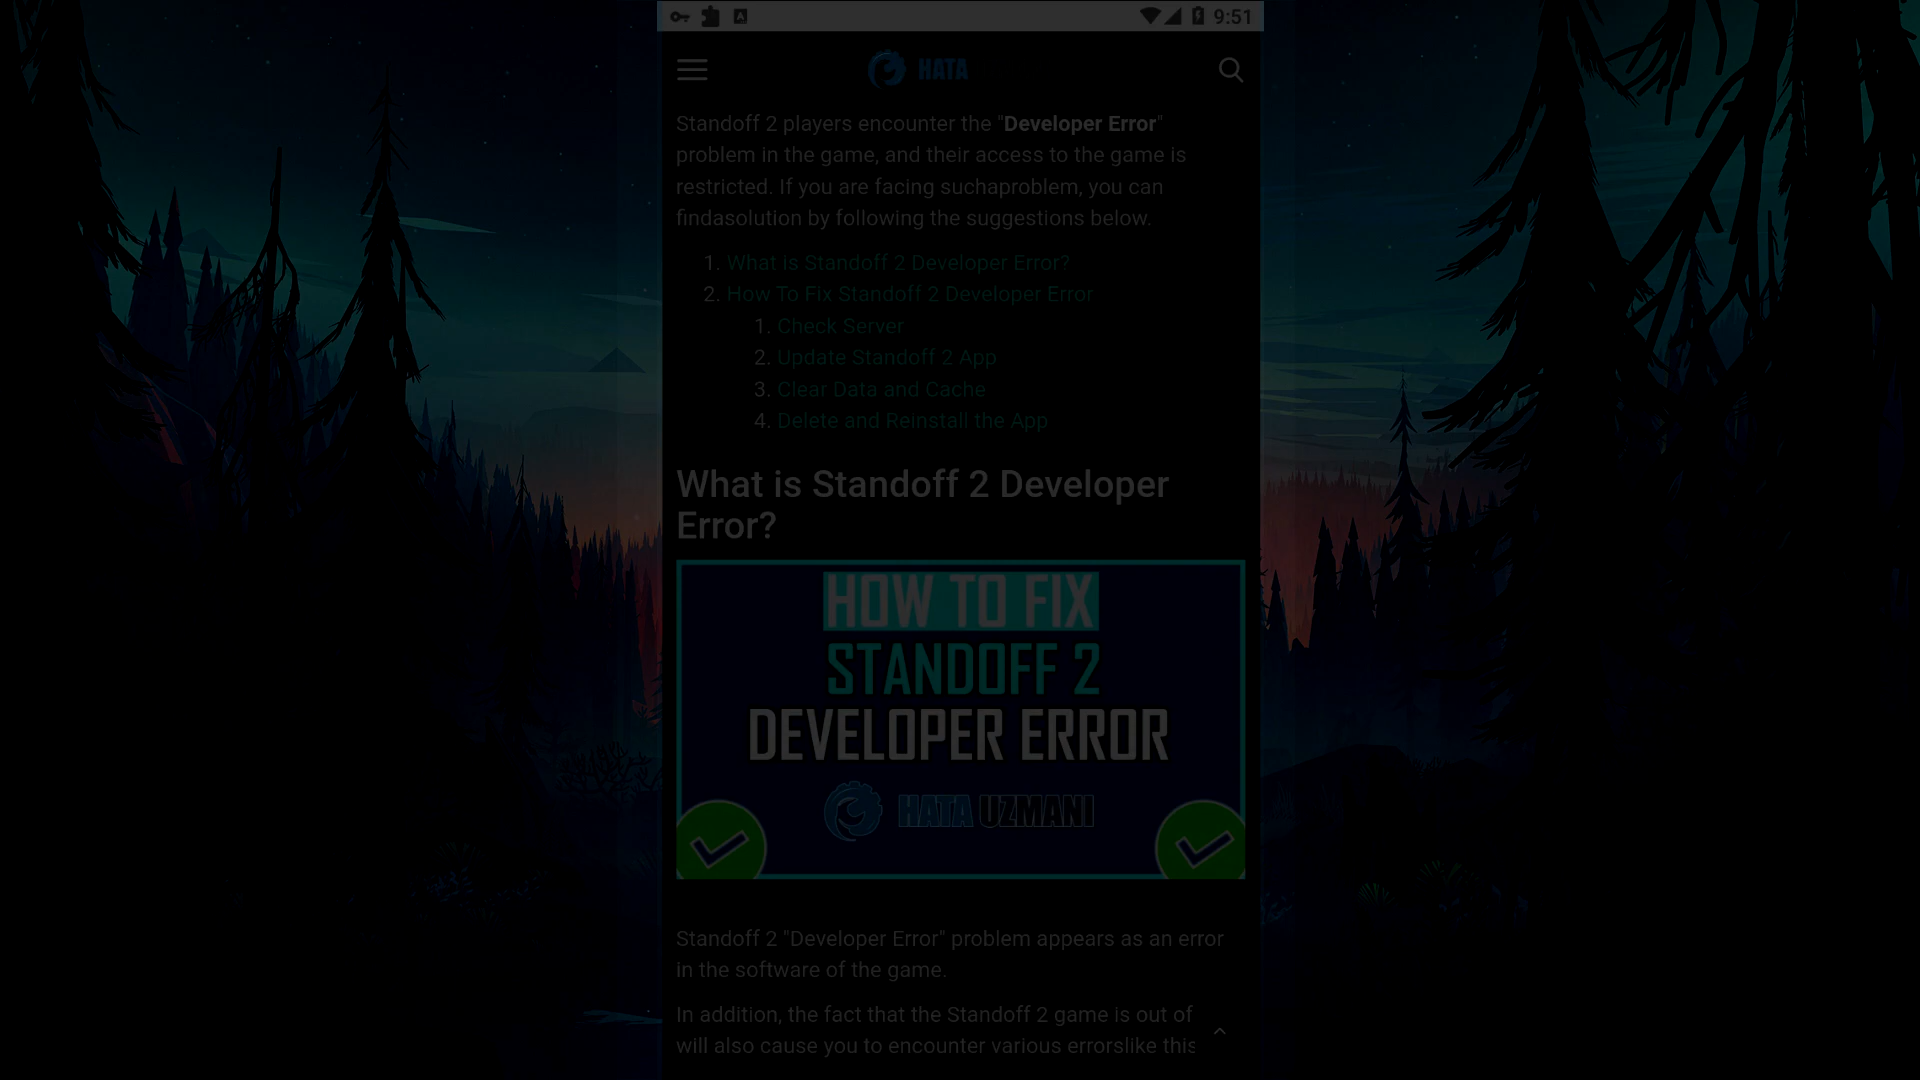 9:51
HATA
Standoff 2 players encounter the "Developer Error"
problem in the game, and their access to the game is
restricted. If you are facing suchaproblem, you can
findasolution by following the suggestions below.
1. What is Standoff 2 Developer Error?
2. How To Fix Standoff 2 Developer Error
1. Check Server
2. Update Standoff 2 App
3. Clear Data and Cache
4. Delete and Reinstall the App
What is Standoff 2 Developer
Error?
HOW TO FIX
STANDOFF 2
DEVELOPER ERROR
HATA UZMANI
Standoff 2 "Developer Error" problem appears as an error
in the software of the game.
In addition, the fact that the Standoff 2 game is out of
will also cause you to encounter various errorslike this